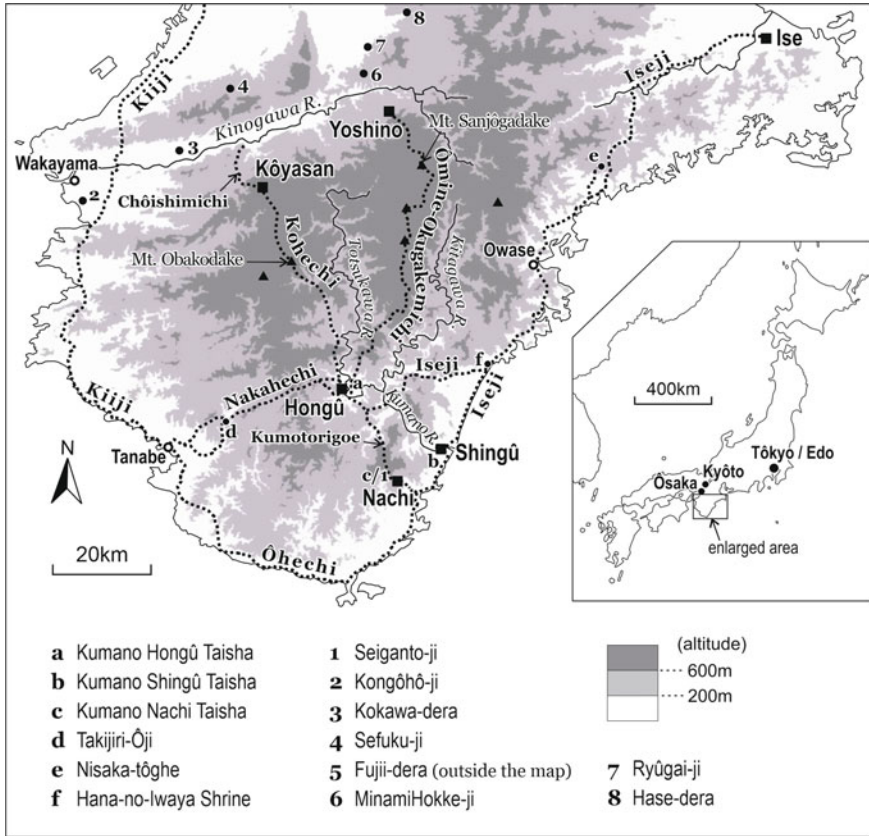 8
7
6
4
Kiiji
Kinogawa R.
Iseji
Ise
Yoshino
Mt. Sanjôgadake
3
Wakayama
2
Kôyasan
Chôishimichi
e
Kohechi
Ômine-Okugakemichi
Mt. Obakodake
Totsukawa R.
Kitagawa R.
Owase
400km
Iseji
f
Iseji
Nakahechi
a
Hongû
Kiiji
d
Kumano R.
Tanabe
Kumotorigoe
b
Shingû
N
c/1
Nachi
20km
Ôhechi
Tôkyo / Edo
Kyôto
Ôsaka
enlarged area
a Kumano Hongû Taisha
b Kumano Shingû Taisha
c Kumano Nachi Taisha
d Takijiri-Ôji
e Nisaka-tôghe
f Hana-no-Iwaya Shrine
1 Seiganto-ji
2 Kongôhô-ji
3 Kokawa-dera
4 Sefuku-ji
5 Fujii-dera (outside the map)
6 MinamiHokke-ji
7 Ryûgai-ji
8 Hase-dera
(altitude)
600m
200m